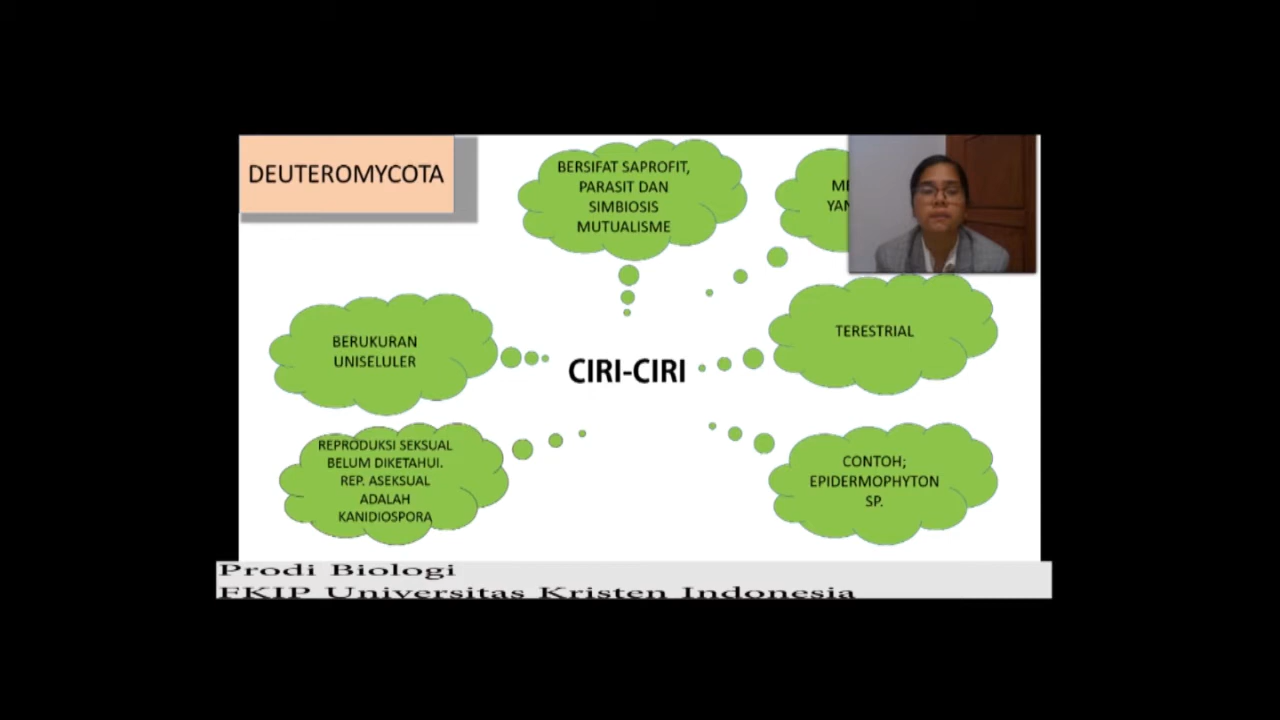 DEUTEROMYCOTA
BERSIFAT SAPROFIT,
PARASIT DAN
SIMBIOSIS
MUTUALISME
BERUKURAN
UNISELULER
CIRI-CIRI
TERESTRIAL
REPRODUKSI SEKSUAL
BELUM DIKETAHUI.
REP. ASEKSUAL
ADALAH
KANIDIOSPORA
CONTOH;
EPIDERMOPHYTON
SP.
Prodi Biologi
FKIP Universitas Kristen Indonesia